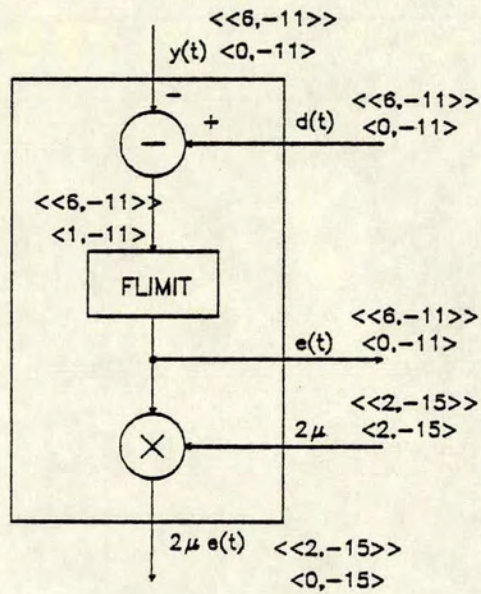 <<6,-11>>
y(t) <0,-11>
-
+ d(t)
<<6,-11>>
<0,-11>
-
<<6,-11>>
<1,-11>
FLIMIT
<<6,-11>>
e(t) <0,-11>
<<2,-15>>
2μ <2,-15>
×
2μ e(t) <<2,-15>>
<0,-15>